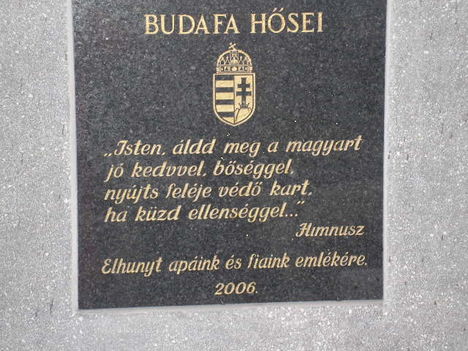 BUDAFA HŐSEI
„Isten, áldd meg a magyart
jó kedvvel, bőséggel,
nyújts feléje védő kart,
ha küzd ellenséggel..."
Himnusz
Elhunyt apáink és fiaink emlékére.
2006.